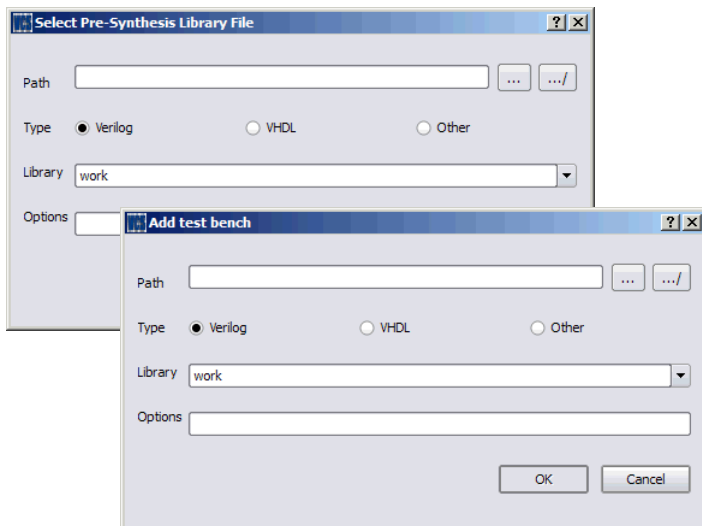 Select Pre-Synthesis Library File ?
Path ... .../
Type Verilog VHDL Other
Library work
Options
Add test bench ?
Path ... .../
Type Verilog VHDL Other
Library work
Options
OK Cancel